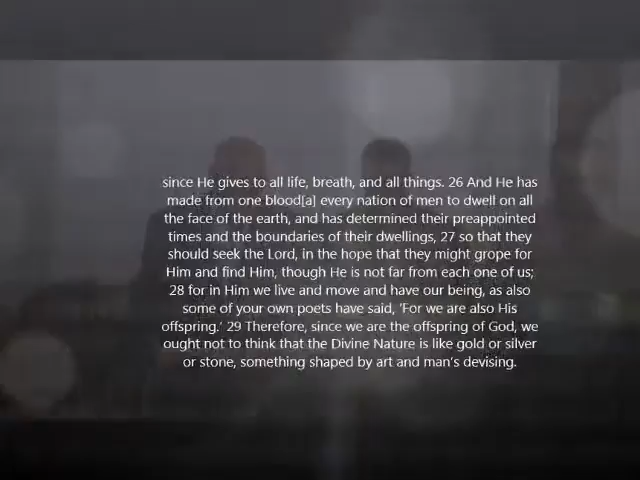 since He gives to all life, breath, and all things. 26 And He has
made from one blood[a] every nation of men to dwell on all
the face of the earth, and has determined their preappointed
times and the boundaries of their dwellings, 27 so that they
should seek the Lord, in the hope that they might grope for
Him and find Him, though He is not far from each one of us;
28 for in Him we live and move and have our being, as also
some of your own poets have said, 'For we are also His
offspring.' 29 Therefore, since we are the offspring of God, we
ought not to think that the Divine Nature is like gold or silver
or stone, something shaped by art and man's devising.